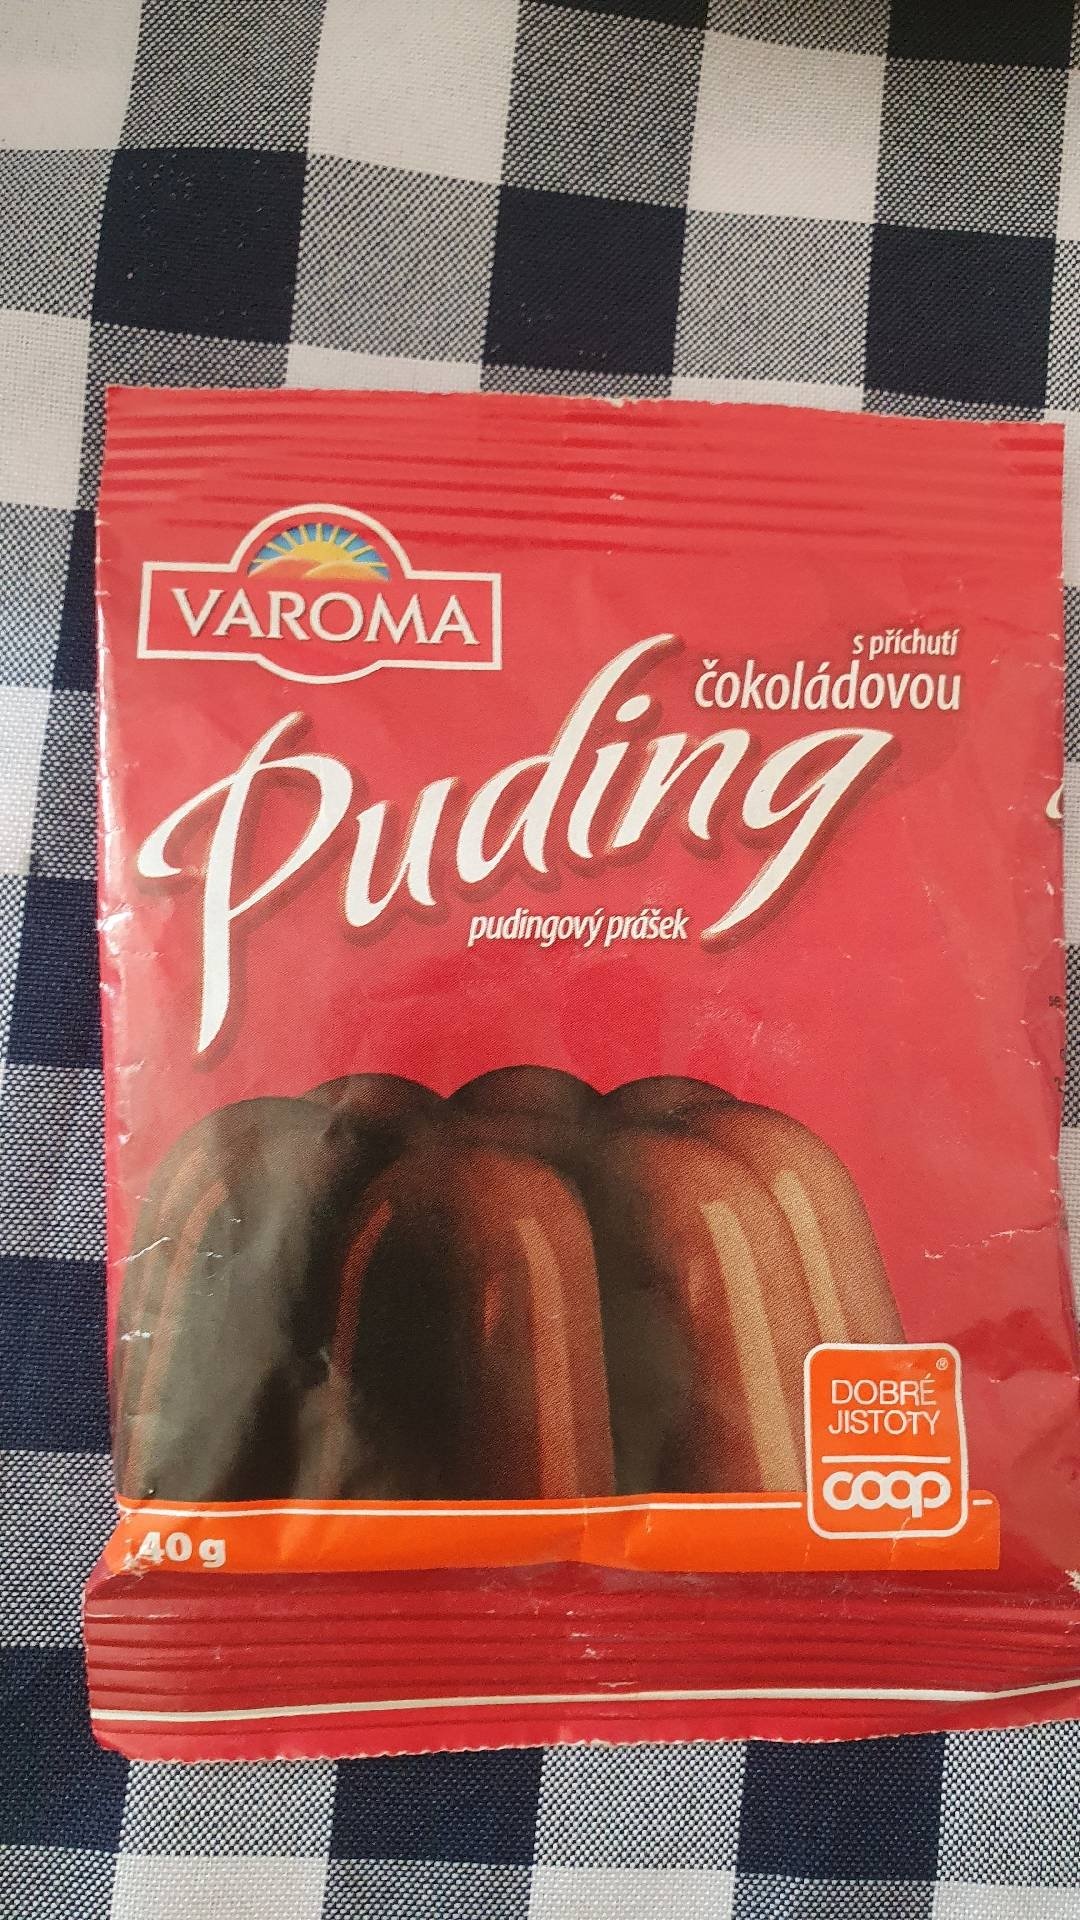 VAROMA
s příchutí
čokoládovou
Puding
pudingový prášek
DOBRÉ®
JISTOTY
coop
40 g